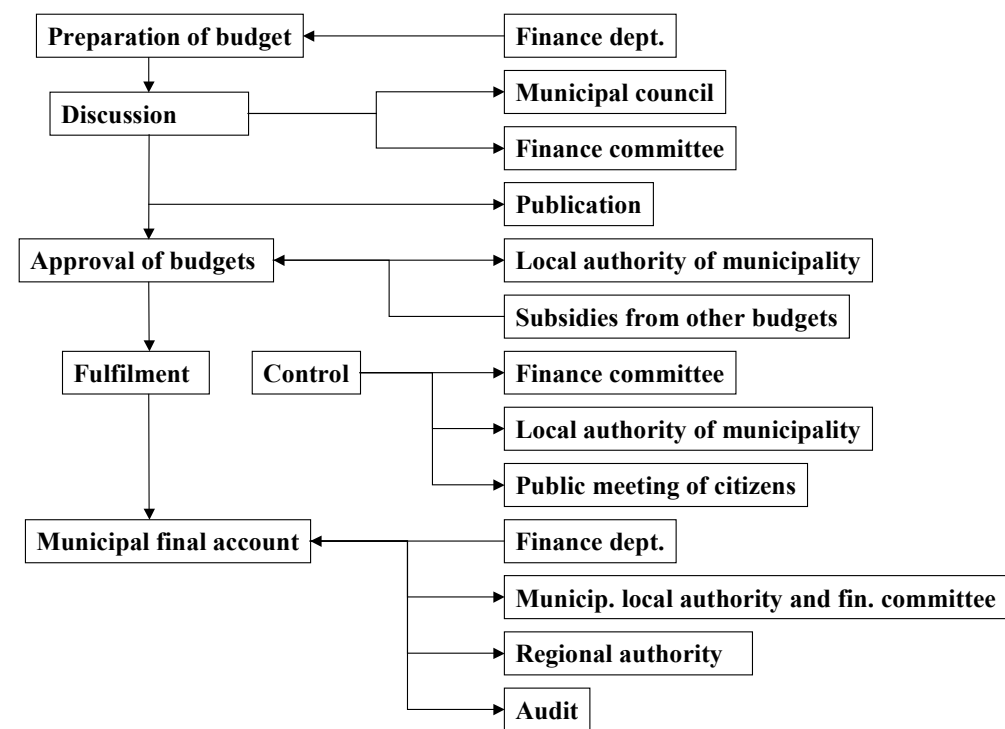 Preparation of budget
Finance dept.
Discussion
Municipal council
Finance committee
Publication
Approval of budgets
Local authority of municipality
Subsidies from other budgets
Fulfilment
Control
Finance committee
Local authority of municipality
Public meeting of citizens
Municipal final account
Finance dept.
Municip. local authority and fin. committee
Regional authority
Audit